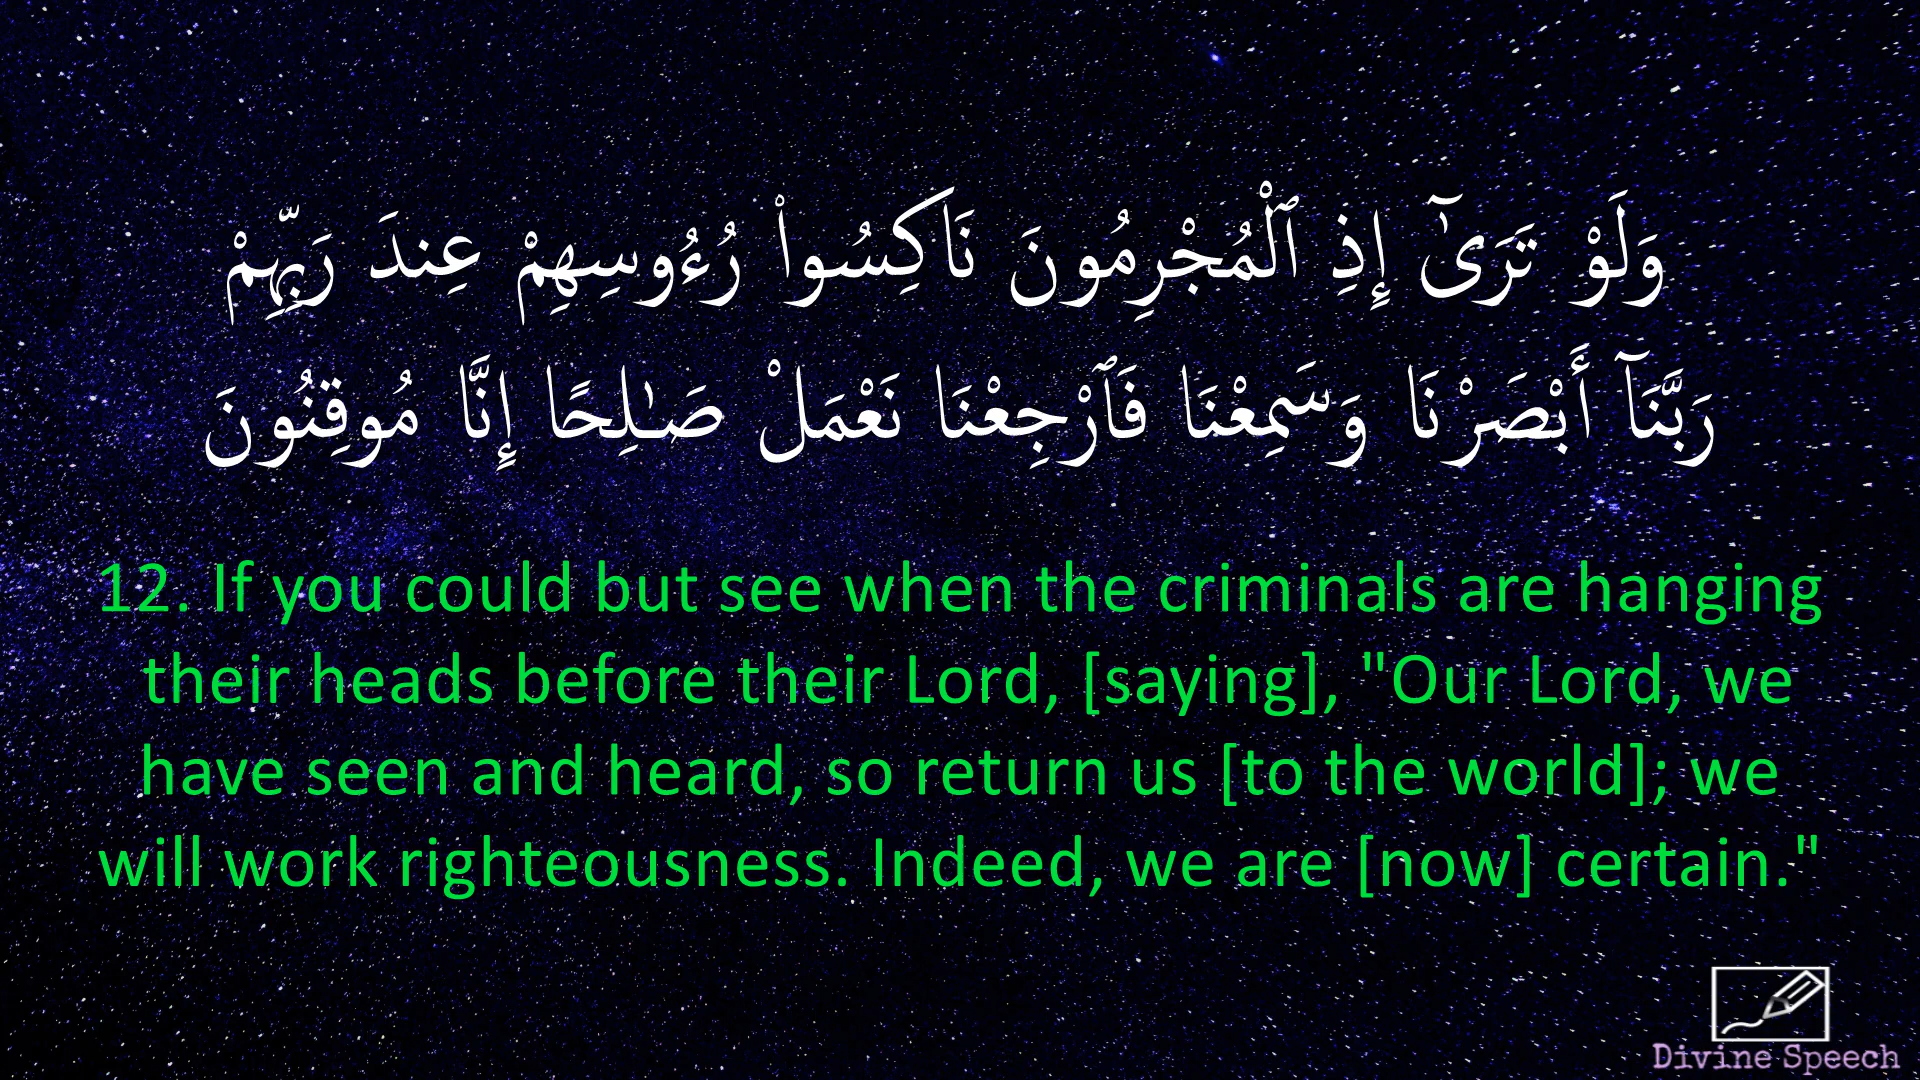 وَلَوْ تَرَىٰٓ إِذِ ٱلْمُجْرِمُونَ نَاكِسُوا۟ رُءُوسِهِمْ عِندَ رَبِّهِمْ
رَبَّنَآ أَبْصَرْنَا وَسَمِعْنَا فَٱرْجِعْنَا نَعْمَلْ صَـٰلِحًا إِنَّا مُوقِنُونَ
12. If you could but see when the criminals are hanging
their heads before their Lord, [saying], "Our Lord, we
have seen and heard, so return us [to the world]; we
will work righteousness. Indeed, we are [now] certain."
Divine Speech